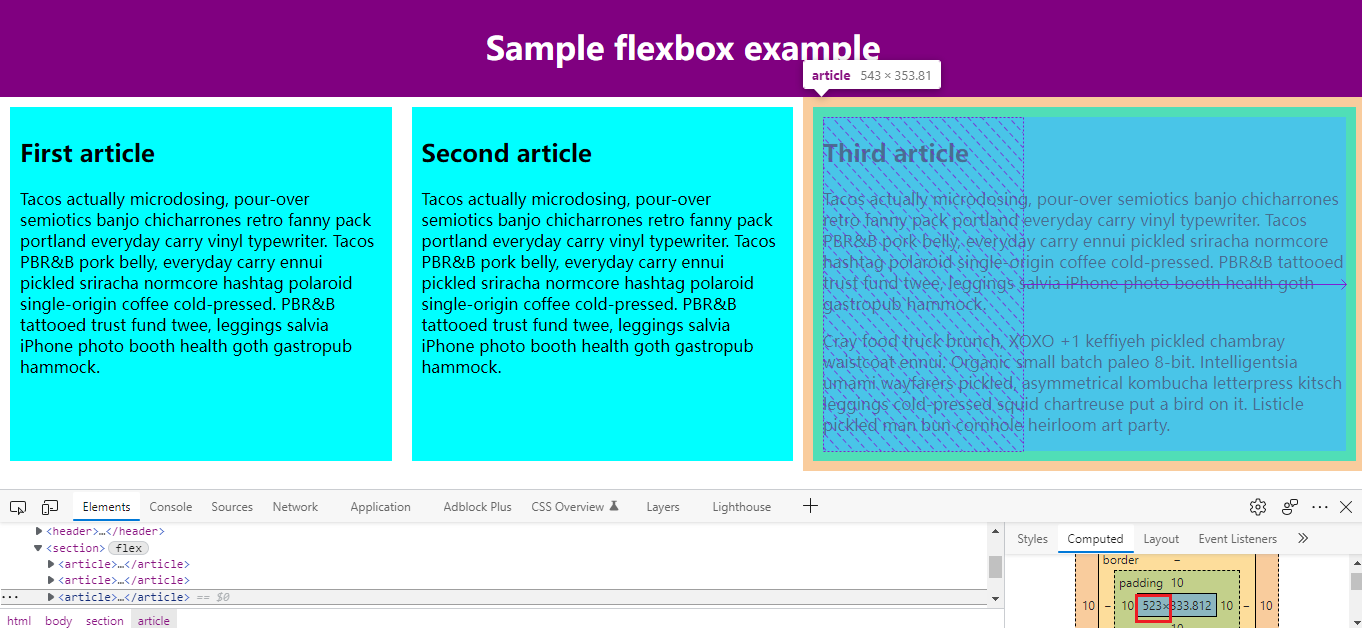 Sample flexbox example
article 543 × 353.81
First article
Tacos actually microdosing, pour-over
semiotics banjo chicharrones retro fanny pack
portland everyday carry vinyl typewriter. Tacos
PBR&B pork belly, everyday carry ennui
pickled sriracha normcore hashtag polaroid
single-origin coffee cold-pressed. PBR&B
tattooed trust fund twee, leggings salvia
iPhone photo booth health goth gastropub
hammock.
Second article
Tacos actually microdosing, pour-over
semiotics banjo chicharrones retro fanny pack
portland everyday carry vinyl typewriter. Tacos
PBR&B pork belly, everyday carry ennui
pickled sriracha normcore hashtag polaroid
single-origin coffee cold-pressed. PBR&B
tattooed trust fund twee, leggings salvia
iPhone photo booth health goth gastropub
hammock.
Third article
Tacos actually microdosing, pour-over semiotics banjo chicharrones
retro fanny pack portland everyday carry vinyl typewriter. Tacos
PBR&B pork belly, everyday carry ennui pickled sriracha normcore
hashtag polaroid single-origin coffee cold-pressed. PBR&B tattooed
trust fund twee, leggings salvia iPhone photo booth health goth
gastropub hammock.
Cray food truck brunch, XOXO +1 keffiyeh pickled chambray
waistcoat ennui. Organic small batch paleo 8-bit. Intelligentsia
umami wayfarers pickled, asymmetrical kombucha letterpress kitsch
leggings cold-pressed squid chartreuse put a bird on it. Listicle
pickled man bun cornhole heirloom art party.
Elements Console Sources Network Application Adblock Plus CSS Overview Layers Lighthouse
<header>…</header>
<section> flex
<article>…</article>
<article>…</article>
··· <article>…</article> == $0
html body section article
Styles Computed Layout Event Listeners
border –
padding 10
10 – 10 523×333.812 10 – 10
10